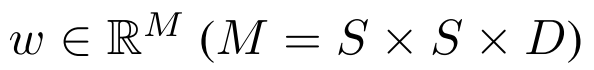 w ∈ ℝ^M (M = S × S × D)